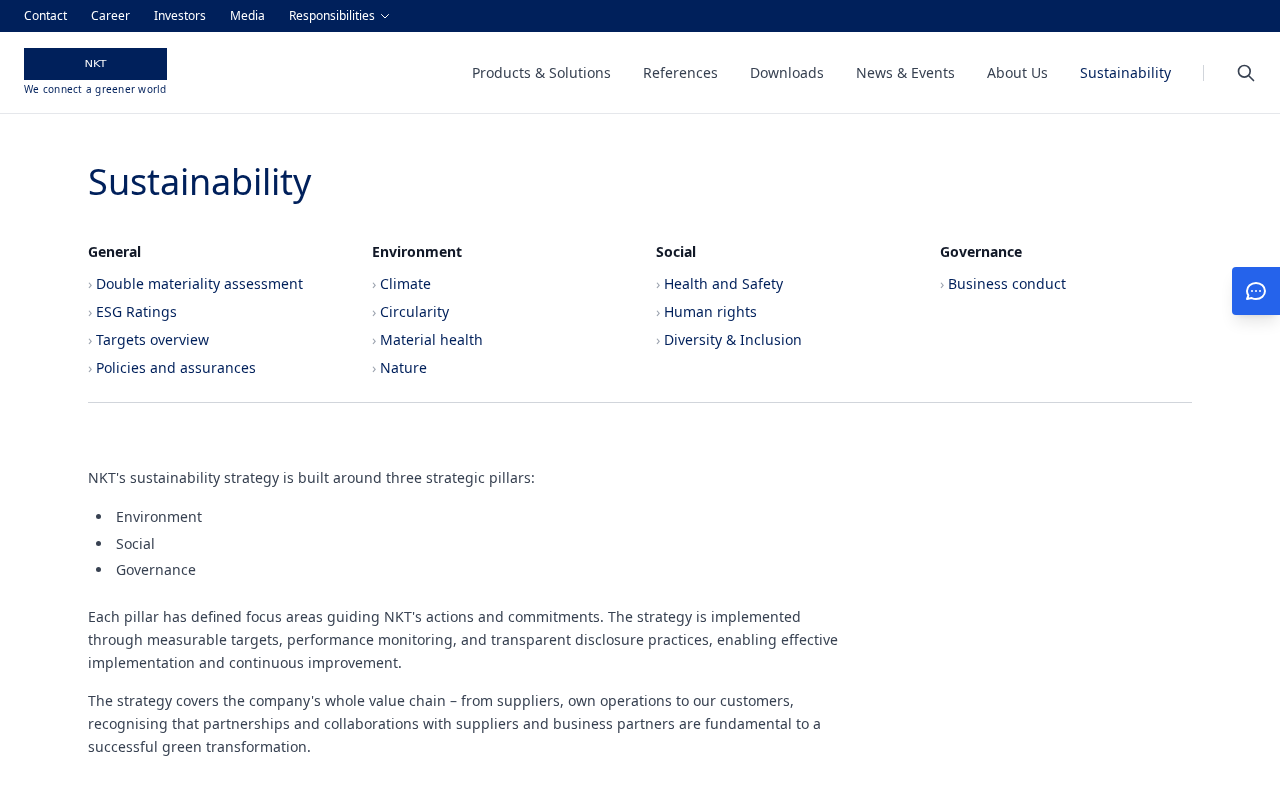 Contact Career Investors Media Responsibilities
NKT
We connect a greener world
Products & Solutions References Downloads News & Events About Us Sustainability
Sustainability
General
› Double materiality assessment
› ESG Ratings
› Targets overview
› Policies and assurances
Environment
› Climate
› Circularity
› Material health
› Nature
Social
› Health and Safety
› Human rights
› Diversity & Inclusion
Governance
› Business conduct
NKT's sustainability strategy is built around three strategic pillars:
• Environment
• Social
• Governance
Each pillar has defined focus areas guiding NKT's actions and commitments. The strategy is implemented
through measurable targets, performance monitoring, and transparent disclosure practices, enabling effective
implementation and continuous improvement.
The strategy covers the company's whole value chain – from suppliers, own operations to our customers,
recognising that partnerships and collaborations with suppliers and business partners are fundamental to a
successful green transformation.